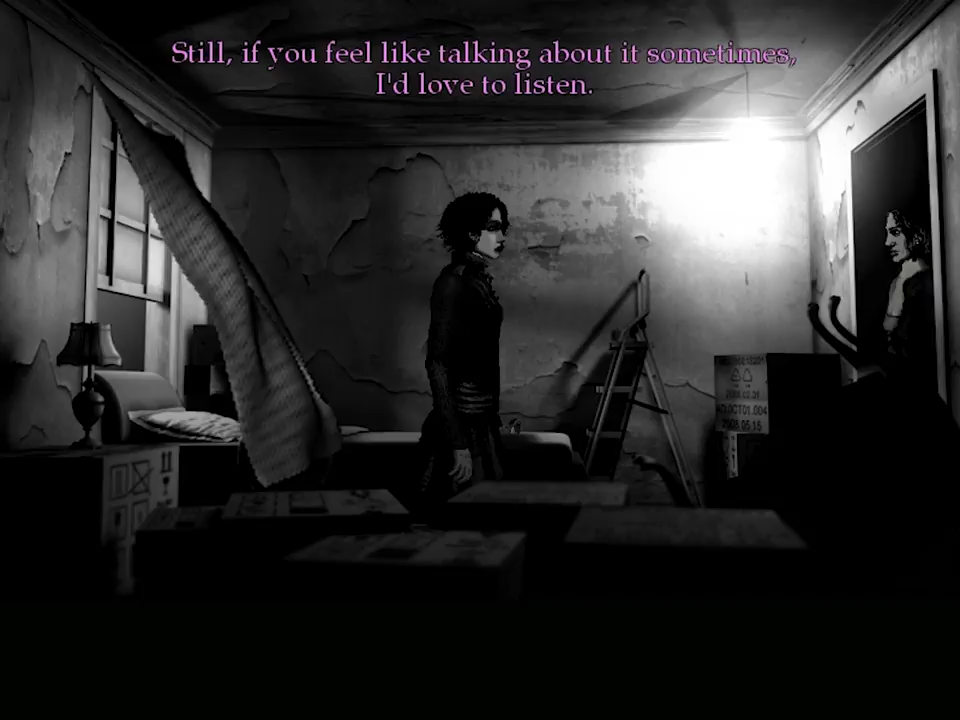 Still, if you feel like talking about it sometimes,
I'd love to listen.